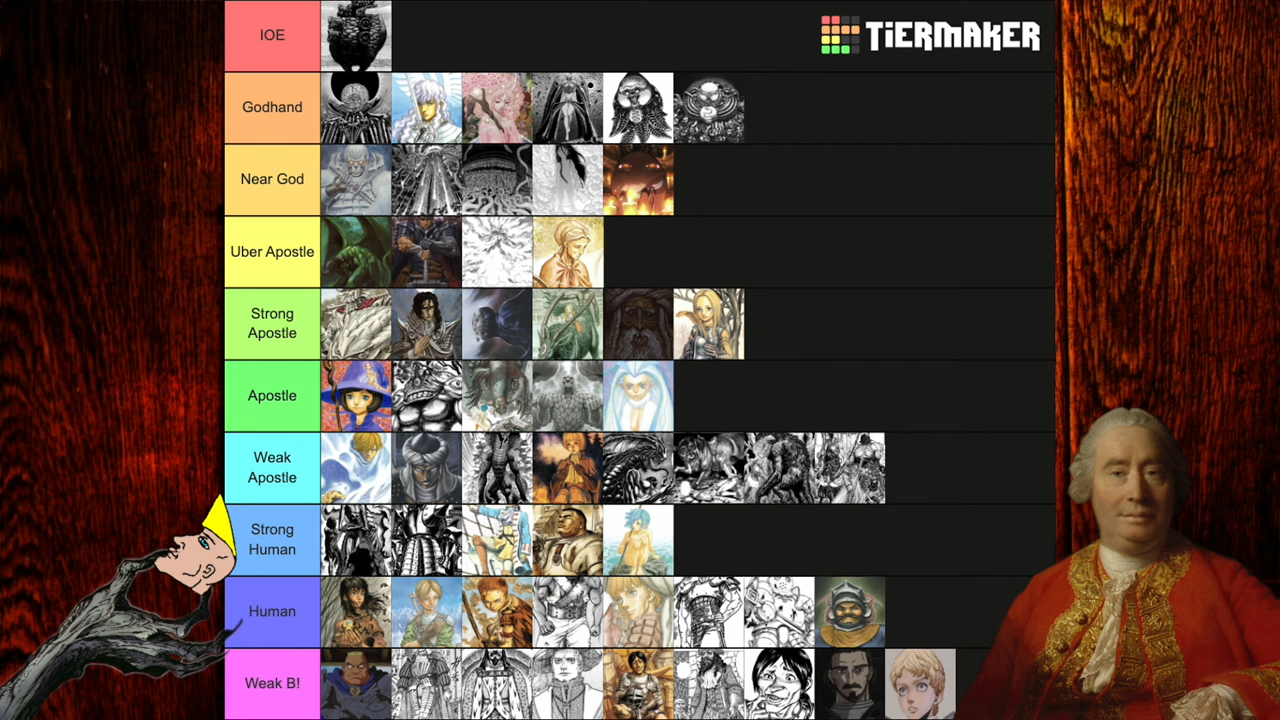 IOE
TiERMAKER
Godhand
Near God
Uber Apostle
Strong
Apostle
Apostle
Weak
Apostle
Strong
Human
Human
Weak B!